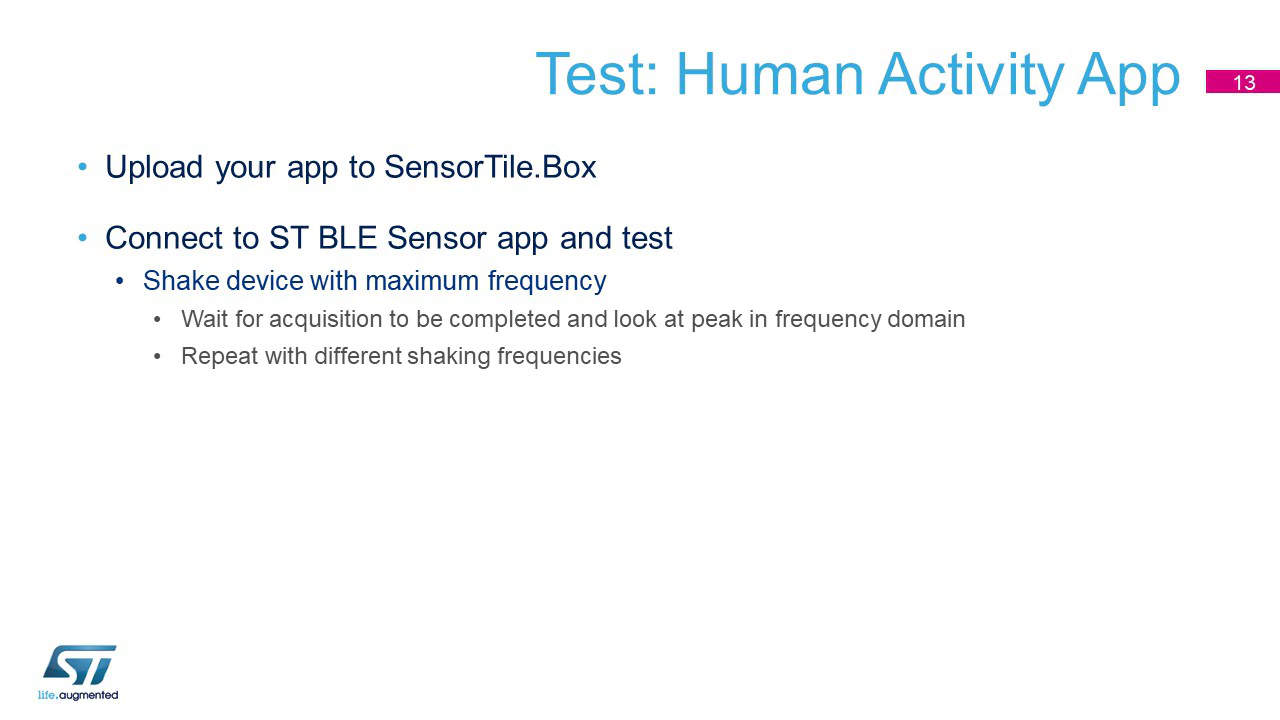 Test: Human Activity App
13
• Upload your app to SensorTile.Box
• Connect to ST BLE Sensor app and test
• Shake device with maximum frequency
• Wait for acquisition to be completed and look at peak in frequency domain
• Repeat with different shaking frequencies
ST
life.augmented